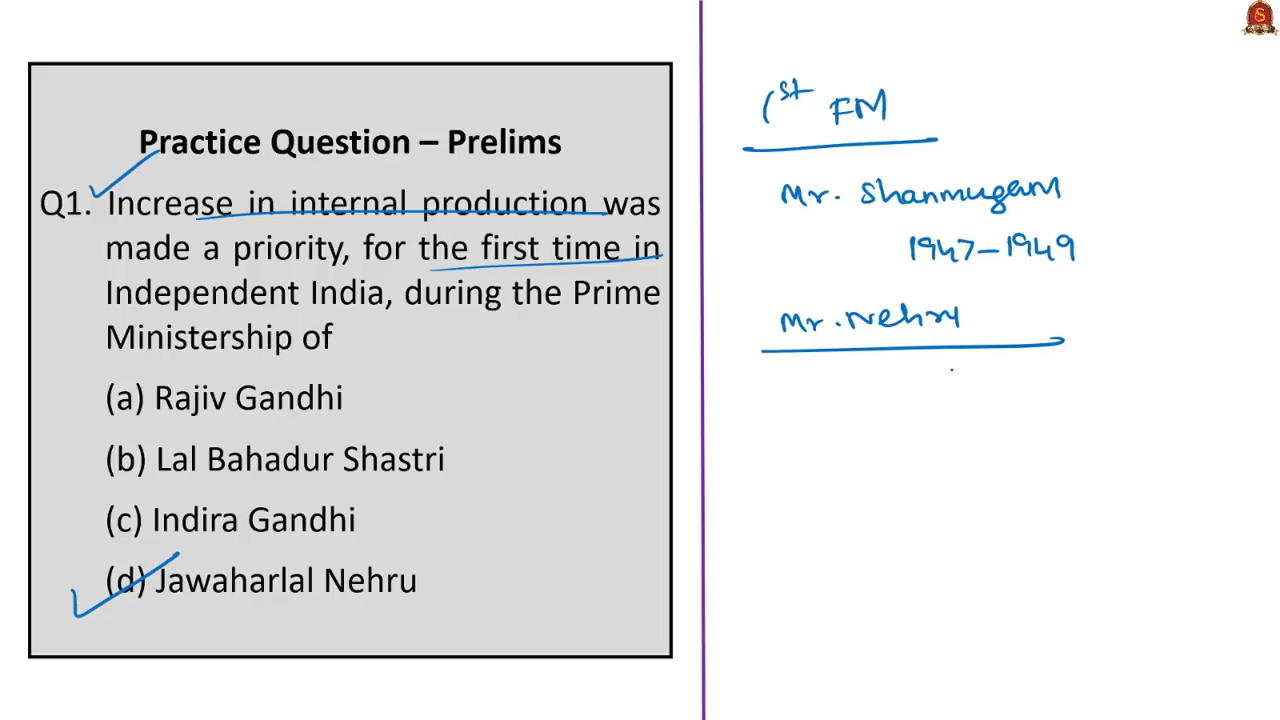 Practice Question – Prelims
Q1. Increase in internal production was
made a priority, for the first time in
Independent India, during the Prime
Ministership of
(a) Rajiv Gandhi
(b) Lal Bahadur Shastri
(c) Indira Gandhi
(d) Jawaharlal Nehru
1st FM
Mr. Shanmugam
1947-1949
Mr. Nehru